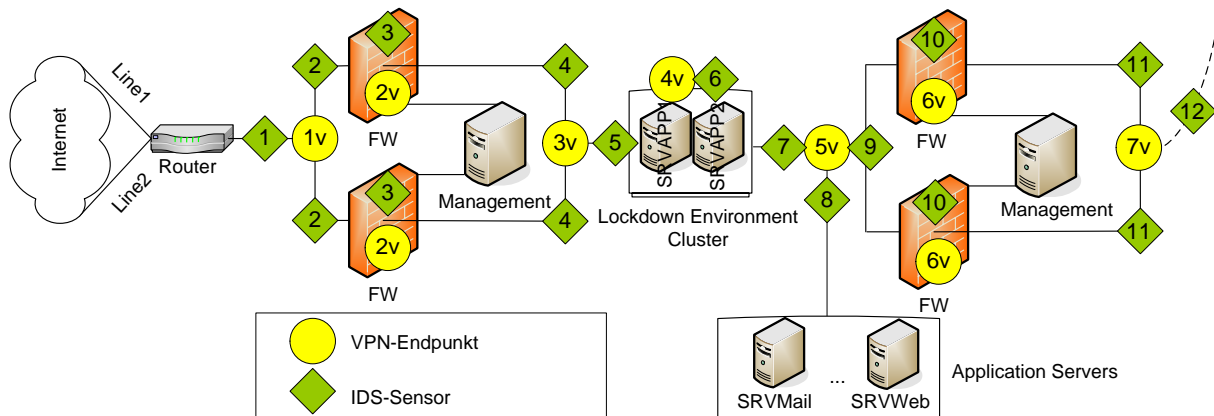 Internet
Line1
Line2
Router
1
1v
2
2
3
2v
FW
3
2v
FW
Management
4
4
3v
5
4v
6
SRVAPP1
SRVAPP2
Lockdown Environment
Cluster
7
5v
8
9
10
6v
FW
10
6v
FW
Management
11
11
7v
12
VPN-Endpunkt
IDS-Sensor
SRVMail
...
SRVWeb
Application Servers